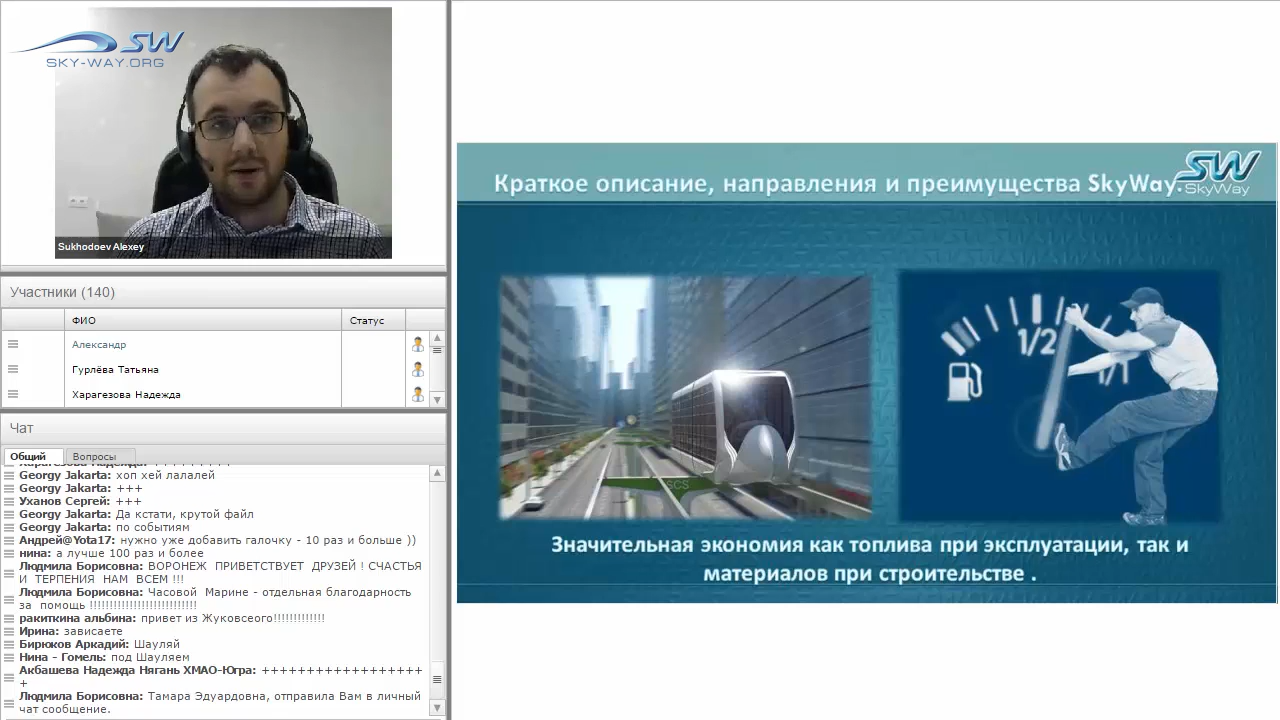 SW
SKY-WAY.ORG
Sukhodoev Alexey
Участники (140)
ФИО
Статус
Александр
Гурлёва Татьяна
Харагезова Надежда
Чат
Общий
Вопросы
Georgy Jakarta: хоп хей лалалей
Georgy Jakarta: +++
Уханов Сергей: +++
Georgy Jakarta: Да кстати, крутой файл
Georgy Jakarta: по событиям
Андрей@Yota17: нужно уже добавить галочку - 10 раз и больше ))
нина: а лучше 100 раз и более
Людмила Борисовна: ВОРОНЕЖ ПРИВЕТСТВУЕТ ДРУЗЕЙ ! СЧАСТЬЯ
И ТЕРПЕНИЯ НАМ ВСЕМ !!!
Людмила Борисовна: Часовой Марине - отдельная благодарность
за помощь !!!!!!!!!!!!!!!!!!!!!!!!!!!
ракиткина альбина: привет из Жуковсеого!!!!!!!!!!!!!
Ирина: зависаете
Бирюков Аркадий: Шауляй
Нина - Гомель: под Шауляем
Акбашева Надежда Нягань ХМАО-Югра: ++++++++++++++++++
+
Людмила Борисовна: Тамара Эдуардовна, отправила Вам в личный
чат сообщение.
Краткое описание, направления и преимущества SkyWay.
SW
SkyWay
SCS
1/2
1/1
Значительная экономия как топлива при эксплуатации, так и
материалов при строительстве .